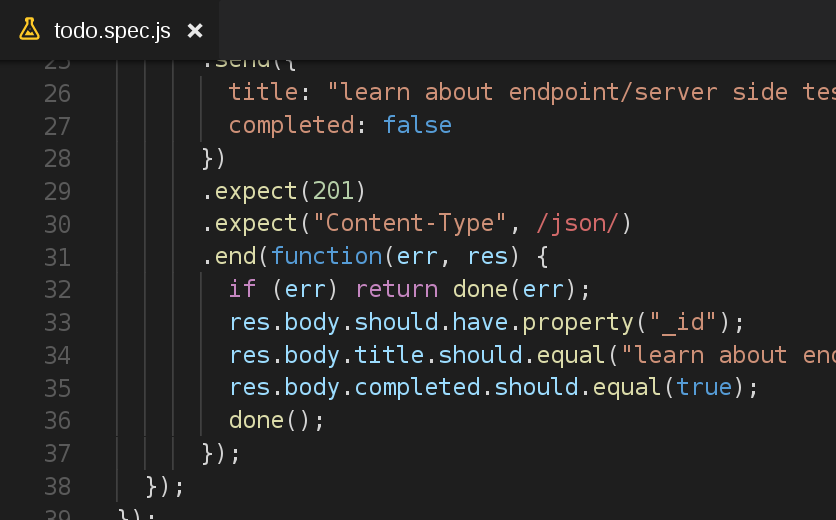 todo.spec.js ×
25 .send({
26 title: "learn about endpoint/server side tes
27 completed: false
28 })
29 .expect(201)
30 .expect("Content-Type", /json/)
31 .end(function(err, res) {
32 if (err) return done(err);
33 res.body.should.have.property("_id");
34 res.body.title.should.equal("learn about end
35 res.body.completed.should.equal(true);
36 done();
37 });
38 });
39 });